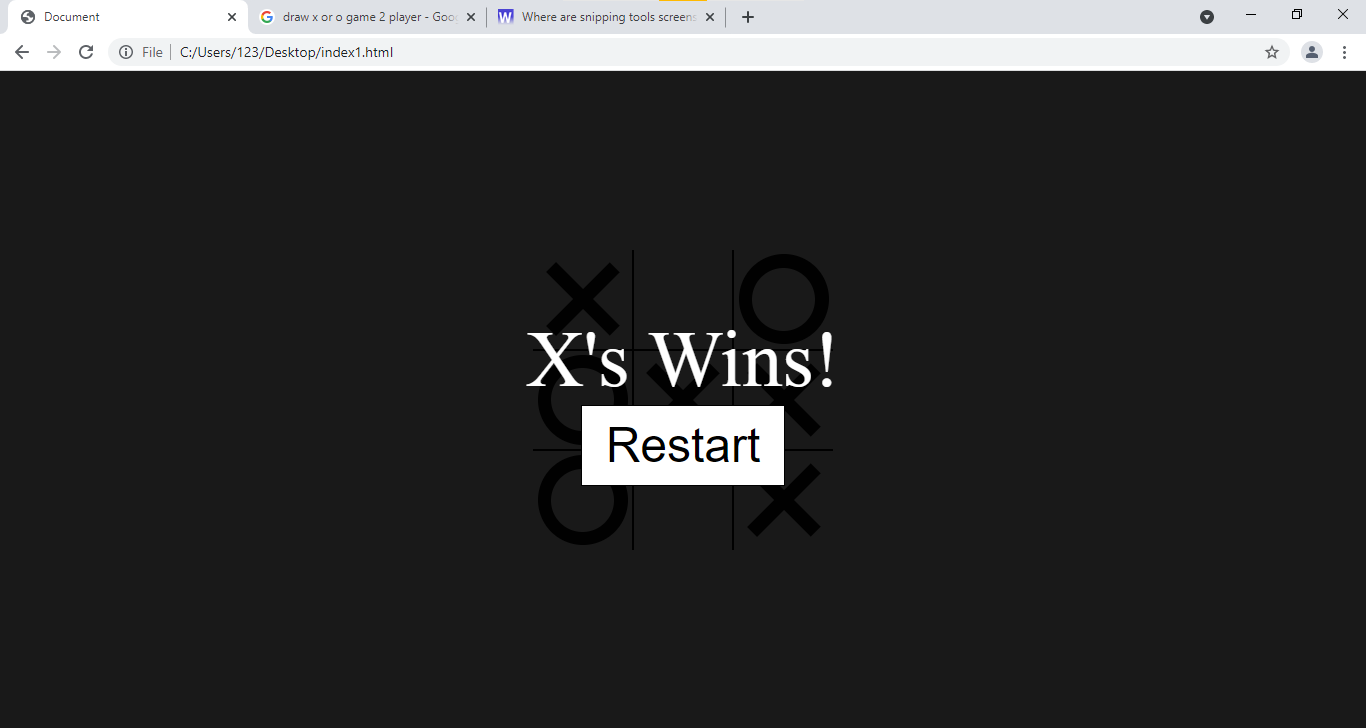 Document
draw x or o game 2 player - Goo
Where are snipping tools screens
File
C:/Users/123/Desktop/index1.html
X's Wins!
Restart